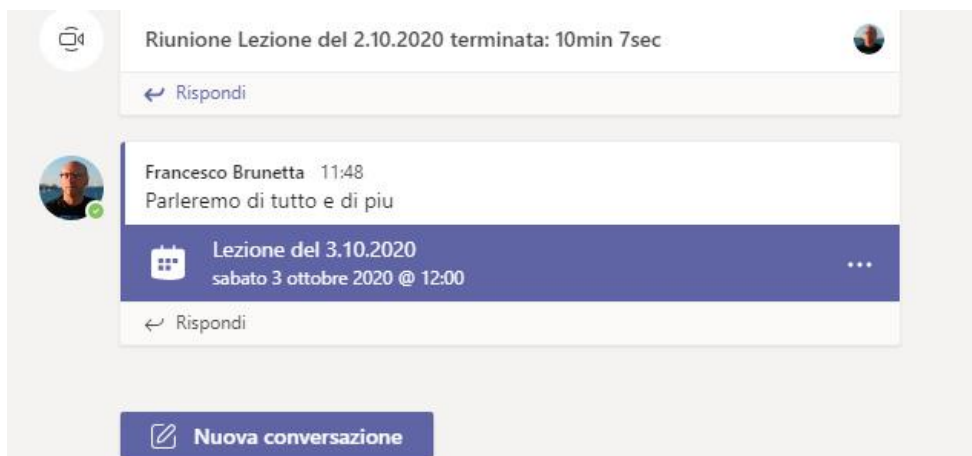 Riunione Lezione del 2.10.2020 terminata: 10min 7sec
Rispondi
Francesco Brunetta 11:48
Parleremo di tutto e di piu
Lezione del 3.10.2020
sabato 3 ottobre 2020 @ 12:00
Rispondi
Nuova conversazione